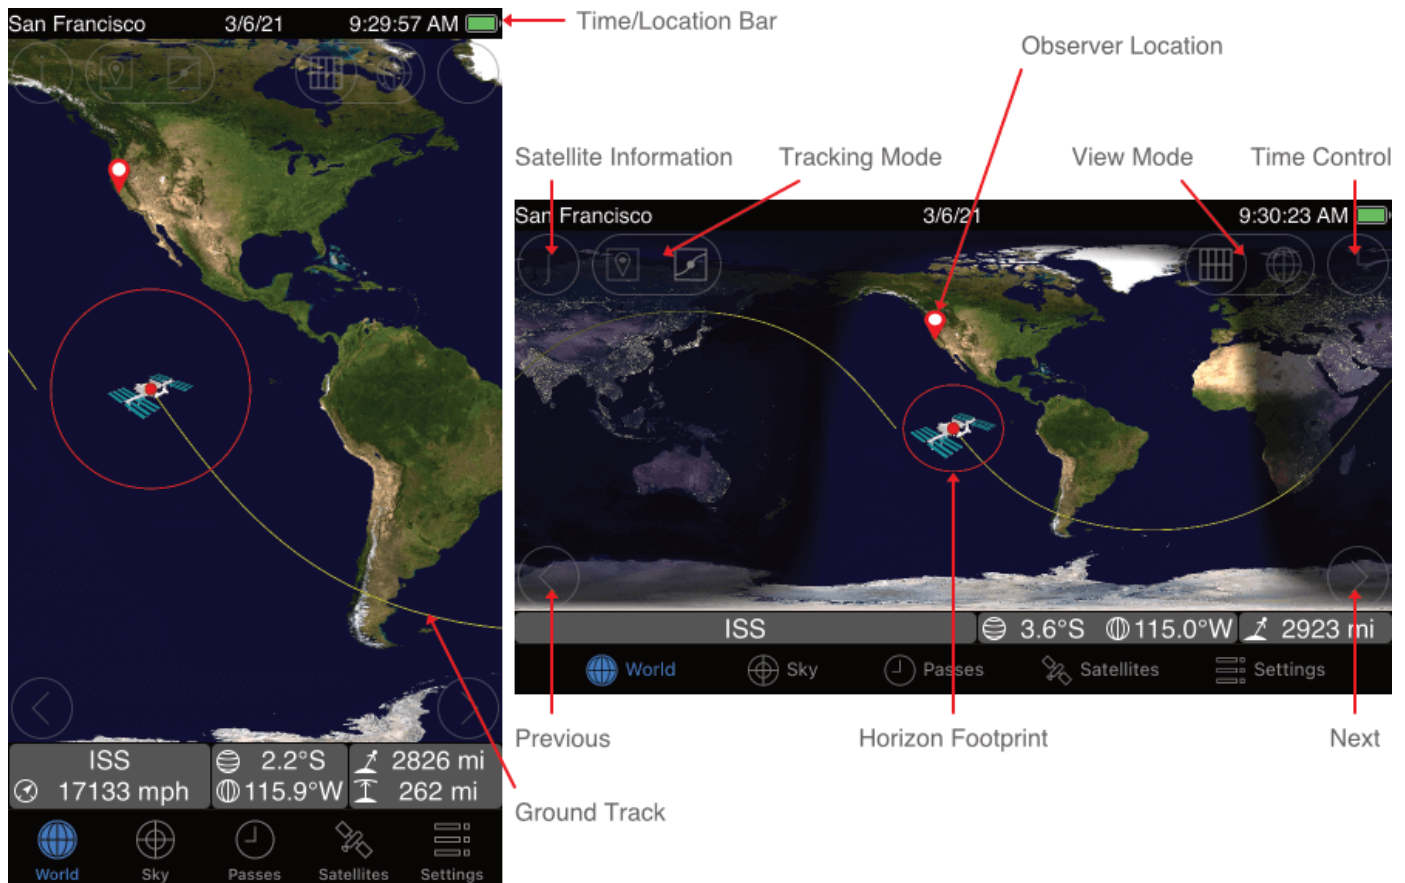 San Francisco 3/6/21 9:29:57 AM
Time/Location Bar
Observer Location
Satellite Information Tracking Mode View Mode Time Control
San Francisco 3/6/21 9:30:23 AM
ISS 3.6°S 115.0°W 2923 mi
World Sky Passes Satellites Settings
Previous Horizon Footprint Next
ISS 2.2°S 2826 mi
17133 mph 115.9°W 262 mi
Ground Track
World Sky Passes Satellites Settings